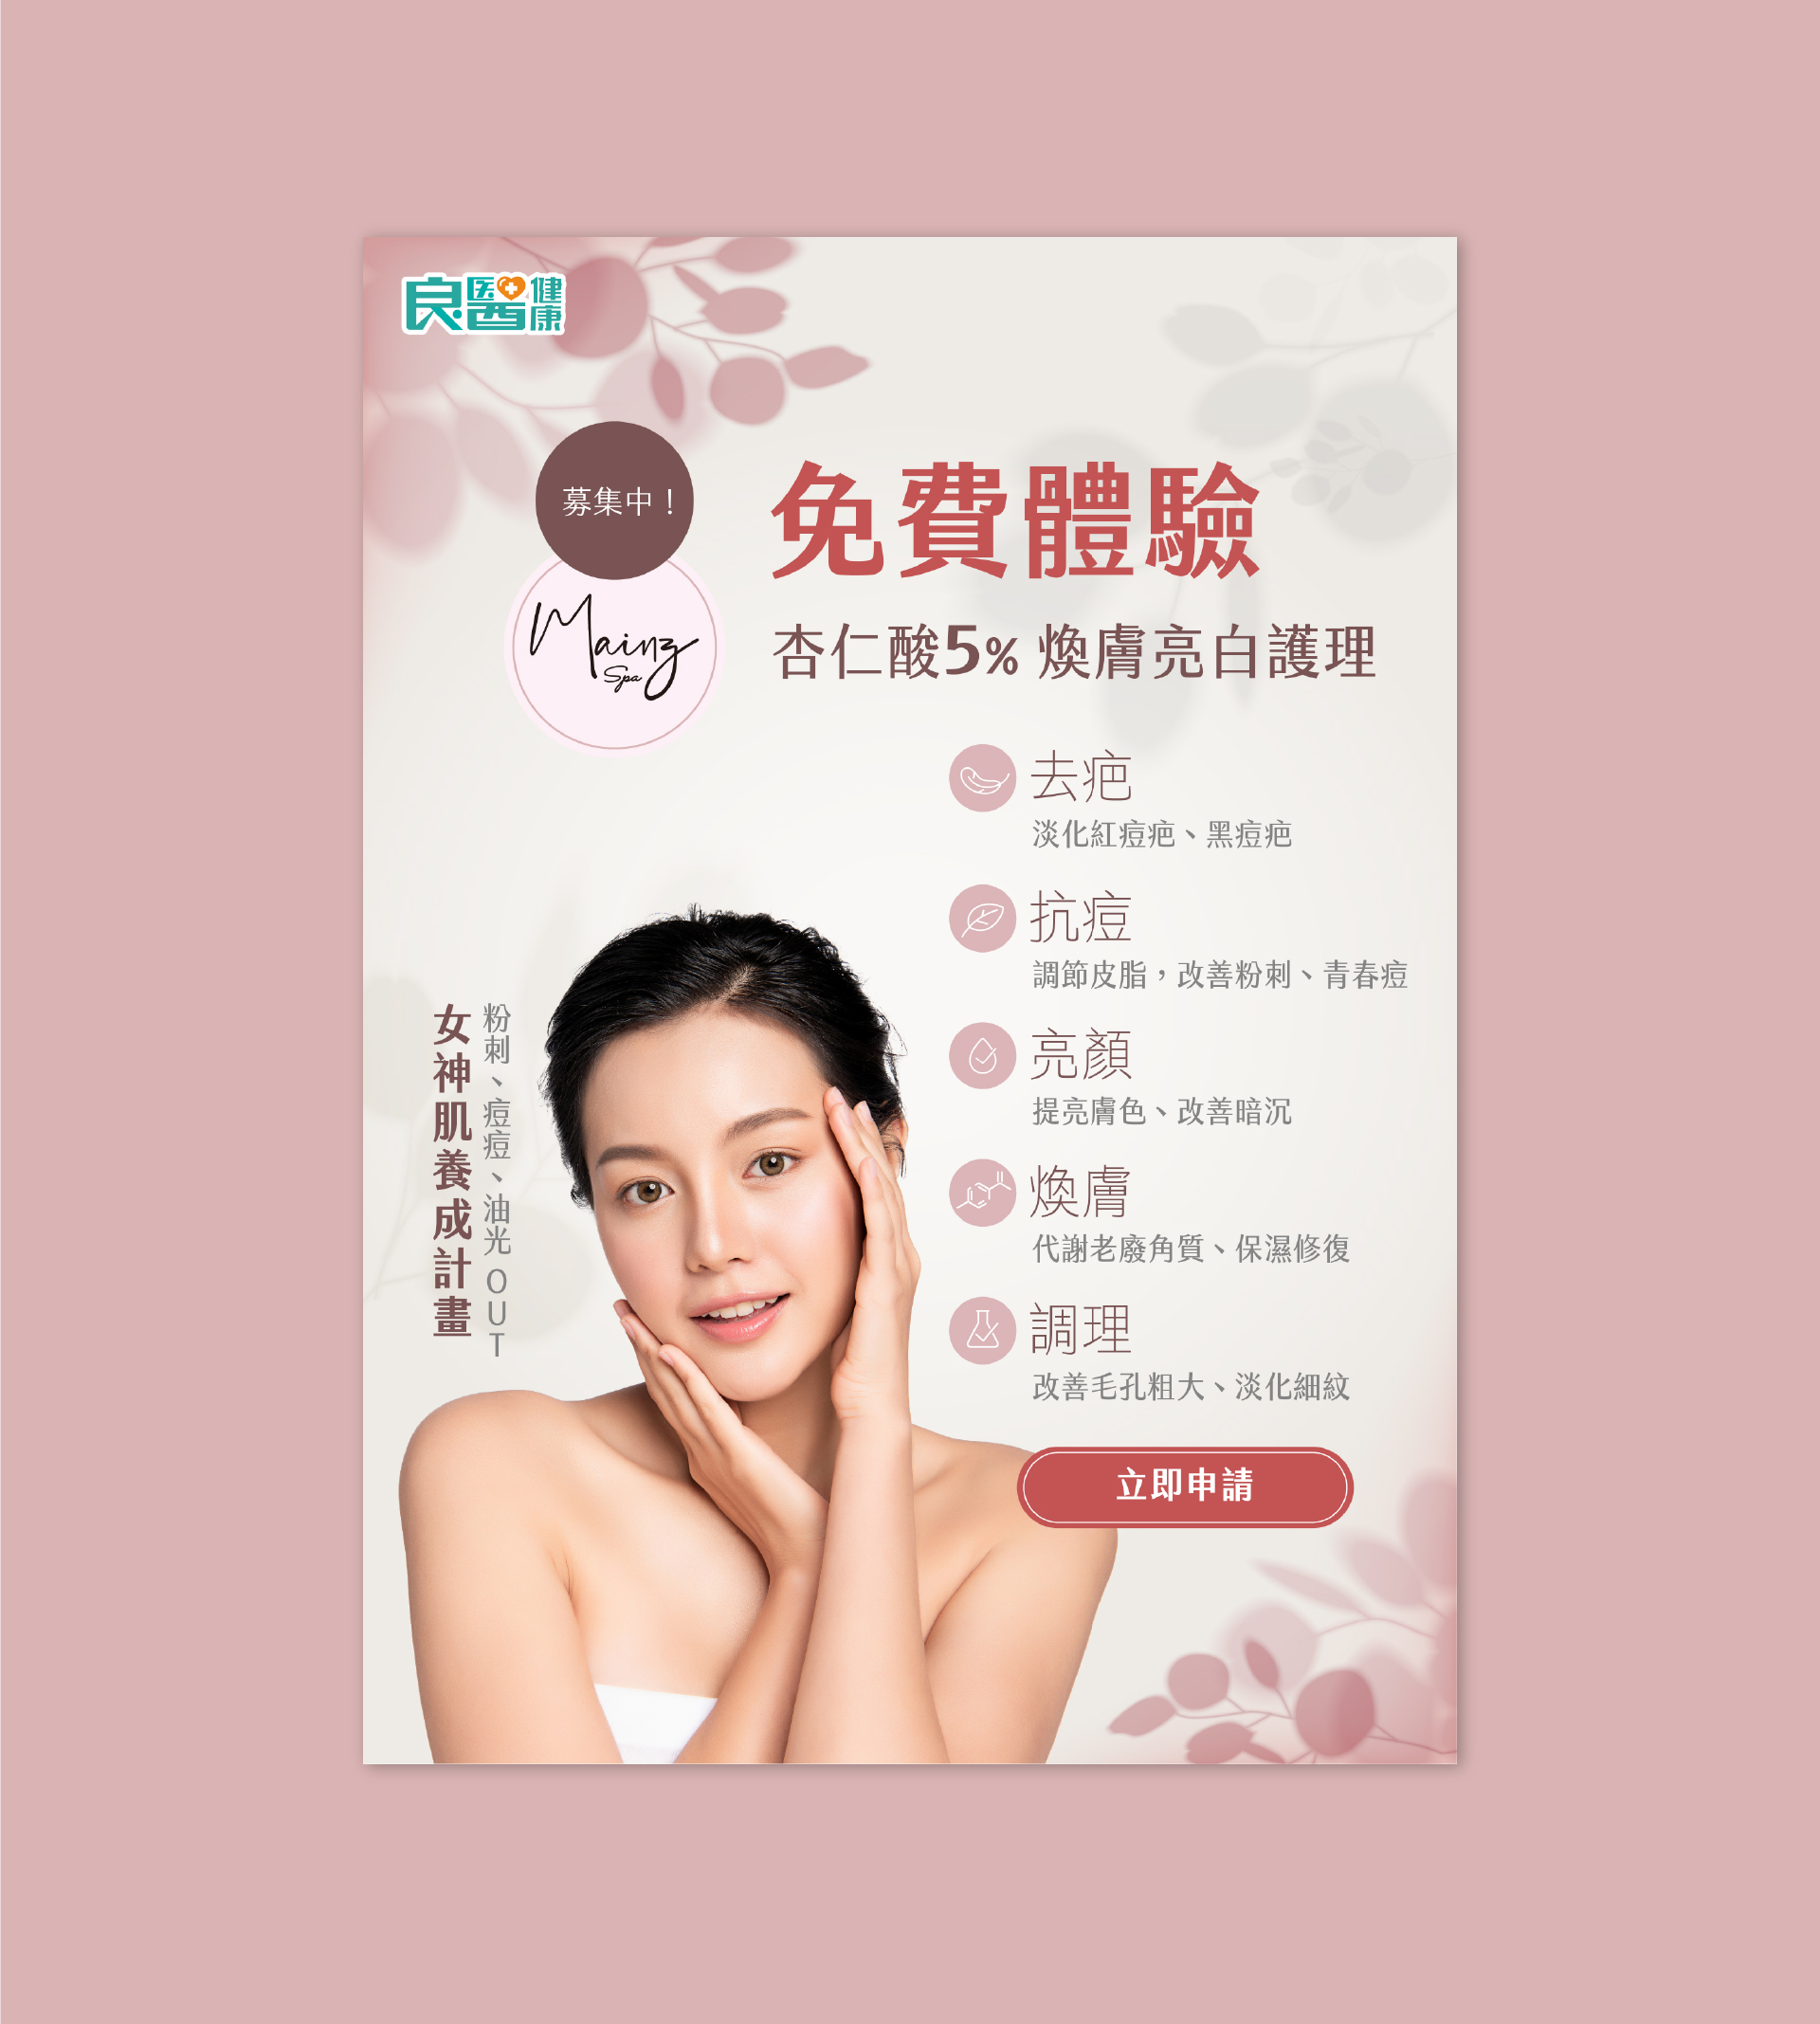 良醫健康
募集中！
Mainz
Spa
免費體驗
杏仁酸5% 煥膚亮白護理
去疤
淡化紅痘疤、黑痘疤
抗痘
調節皮脂，改善粉刺、青春痘
亮顏
提亮膚色、改善暗沉
煥膚
代謝老廢角質、保濕修復
調理
改善毛孔粗大、淡化細紋
粉刺、痘痘、油光 OUT
女神肌養成計畫
立即申請